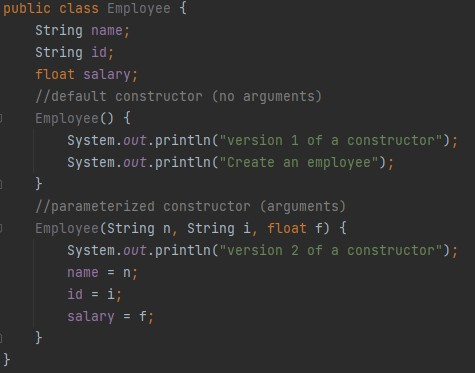 public class Employee {
    String name;
    String id;
    float salary;
    //default constructor (no arguments)
    Employee() {
        System.out.println("version 1 of a constructor");
        System.out.println("Create an employee");
    }
    //parameterized constructor (arguments)
    Employee(String n, String i, float f) {
        System.out.println("version 2 of a constructor");
        name = n;
        id = i;
        salary = f;
    }
}